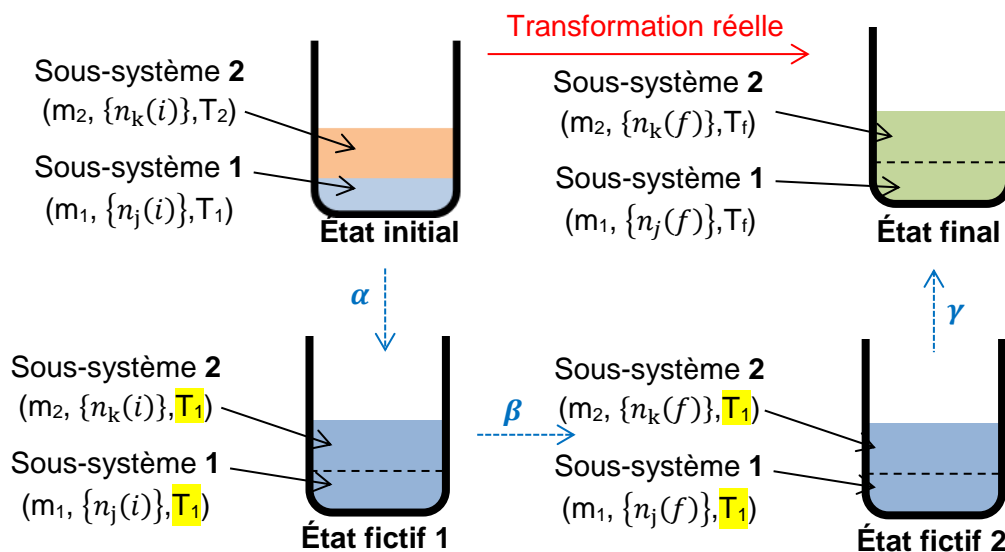 Transformation réelle
Sous-système 2
(m₂, {nₖ(i)},T₂)
Sous-système 1
(m₁, {nⱼ(i)},T₁)
État initial
Sous-système 2
(m₂, {nₖ(f)},T_f)
Sous-système 1
(m₁, {nⱼ(f)},T_f)
État final
α
γ
Sous-système 2
(m₂, {nₖ(i)},T₁)
Sous-système 1
(m₁, {nⱼ(i)},T₁)
État fictif 1
β
Sous-système 2
(m₂, {nₖ(f)},T₁)
Sous-système 1
(m₁, {nⱼ(f)},T₁)
État fictif 2